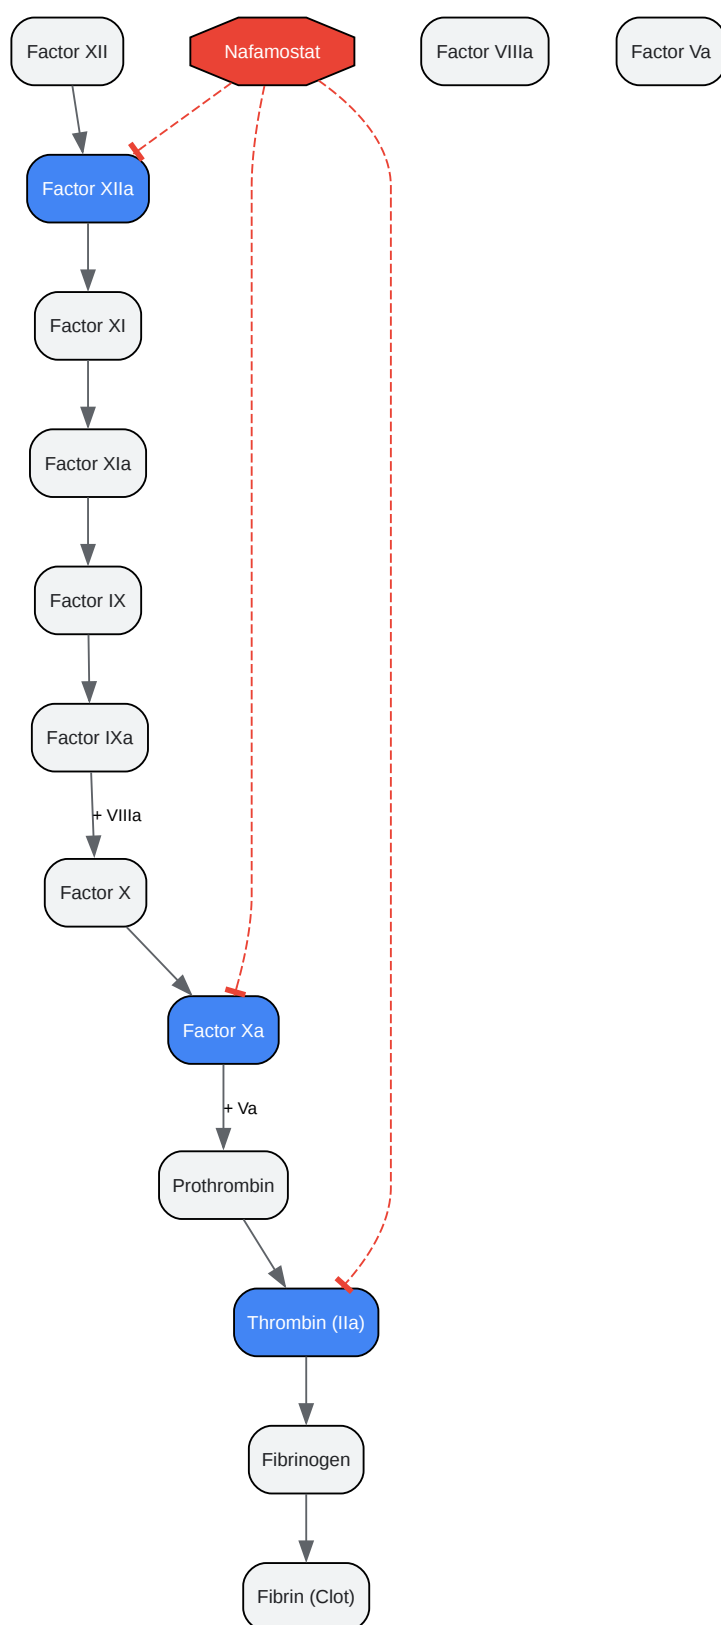 Factor XII
Nafamostat
Factor VIIIa
Factor Va
Factor XIIa
Factor XI
Factor XIa
Factor IX
Factor IXa
+ VIIIa
Factor X
Factor Xa
+ Va
Prothrombin
Thrombin (IIa)
Fibrinogen
Fibrin (Clot)